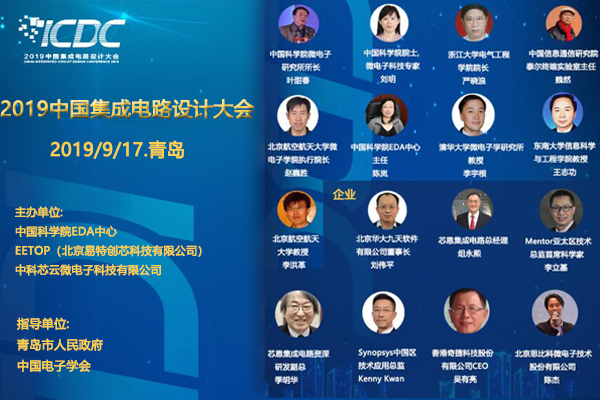 ICDC
2019中国集成电路设计大会
CHINA INTEGRATED CIRCUIT DESIGN CONFERENCE 2019
2019中国集成电路设计大会
2019/9/17.青岛
主办单位:
中国科学院EDA中心
EETOP（北京易特创芯科技有限公司）
中科芯云微电子科技有限公司
指导单位:
青岛市人民政府
中国电子学会
中国科学院微电子
研究所所长
叶甜春
中国科学院院士,
微电子科技专家
刘明
浙江大学电气工程
学院院长
严晓浪
中国信息通信研究院
泰尔终端实验室主任
魏然
北京航空航天大学微
电子学院执行院长
赵巍胜
中国科学院EDA中心
主任
陈岚
清华大学微电子学研究所
教授
李宇根
东南大学信息科学
与工程学院教授
王志功
企业
北京航空航天
大学教授
李洪革
北京华大九天软件
有限公司董事长
刘伟平
芯恩集成电路总经理
俎永熙
Mentor亚太区技术
总监首席科学家
李立基
芯恩集成电路资深
研发副总
季明华
Synopsys中国区
技术应用总监
Kenny Kwan
香港奇捷科技股份
有限公司CEO
吴有亮
北京思比科微电子技术
股份有限公司
陈杰